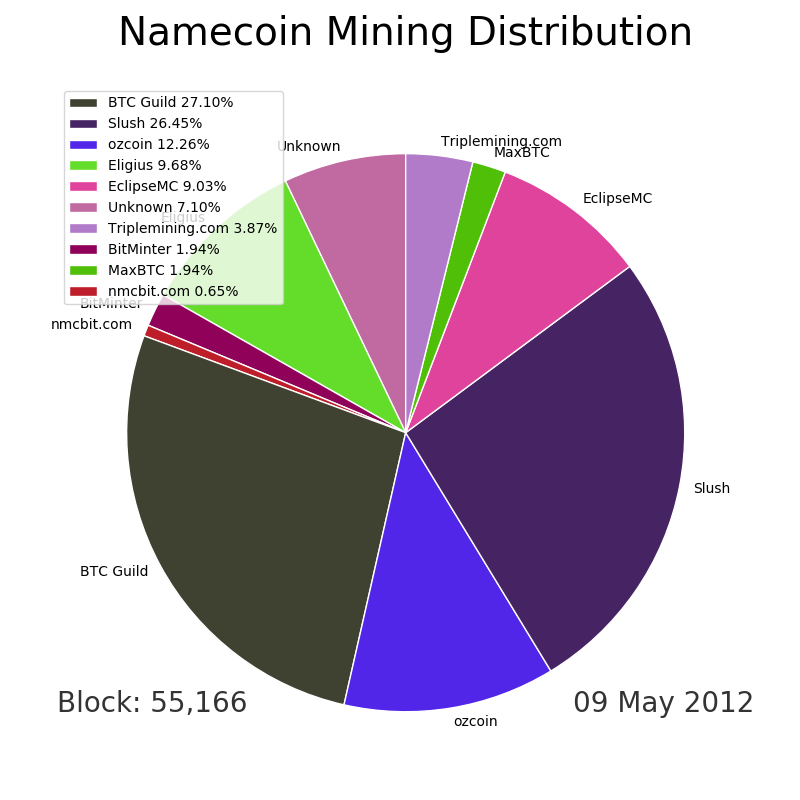 Namecoin Mining Distribution
BTC Guild 27.10%
Slush 26.45%
ozcoin 12.26%
Eligius 9.68%
EclipseMC 9.03%
Unknown 7.10%
Triplemining.com 3.87%
BitMinter 1.94%
MaxBTC 1.94%
nmcbit.com 0.65%
Unknown
Triplemining.com
MaxBTC
EclipseMC
Eligius
BitMinter
nmcbit.com
Slush
BTC Guild
ozcoin
Block: 55,166
09 May 2012